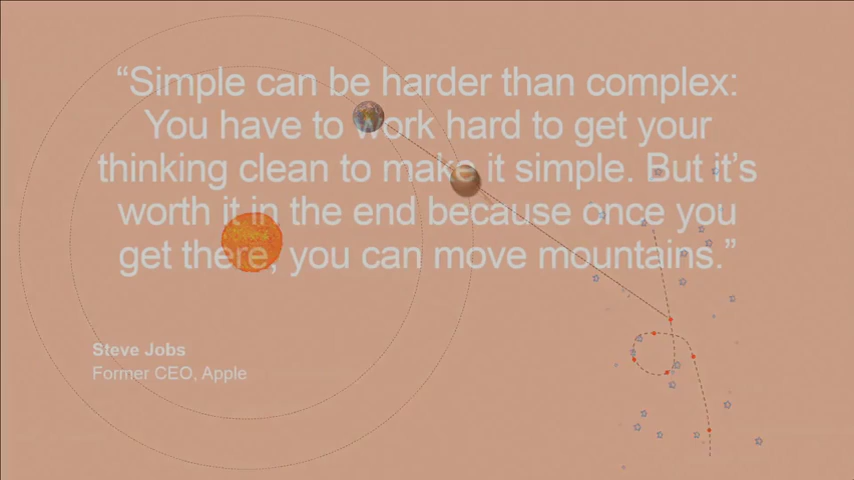 “Simple can be harder than complex:
You have to work hard to get your
thinking clean to make it simple. But it’s
worth it in the end because once you
get there, you can move mountains.”
Steve Jobs
Former CEO, Apple